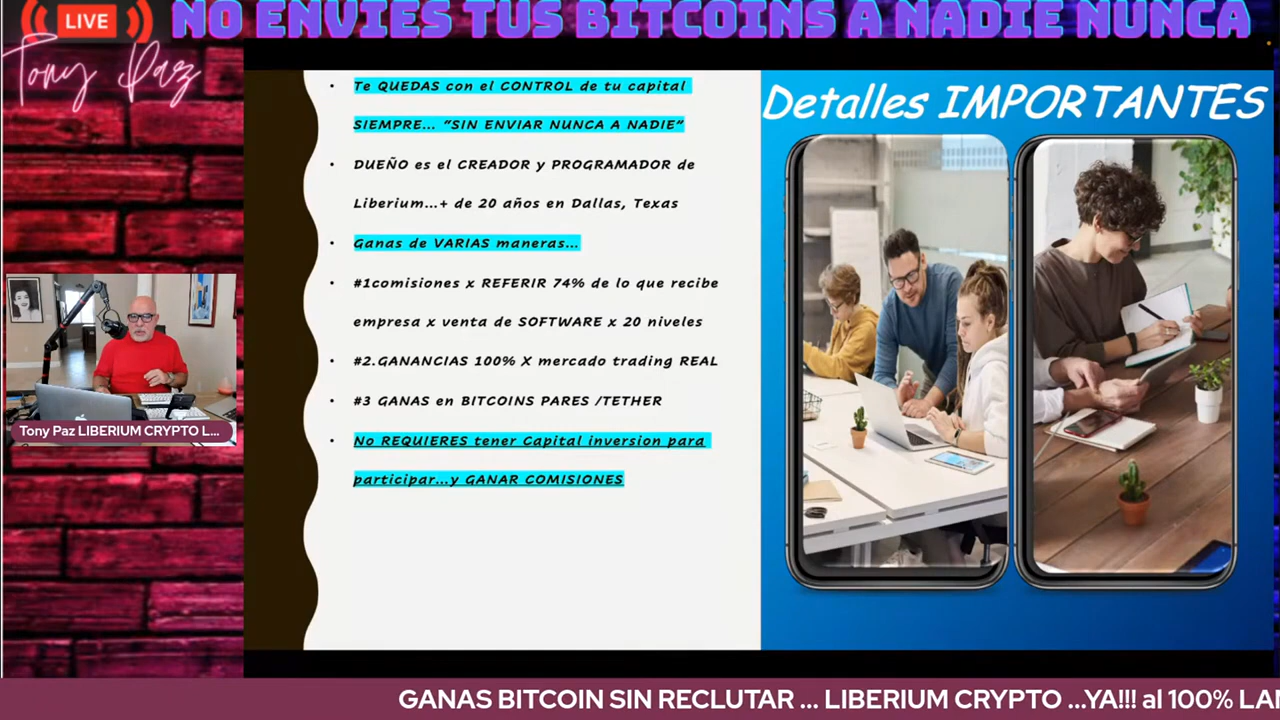 LIVE
NO ENVIES TUS BITCOINS A NADIE NUNCA
Tony Paz
Te QUEDAS con el CONTROL de tu capital
SIEMPRE... "SIN ENVIAR NUNCA A NADIE"
DUEÑO es el CREADOR y PROGRAMADOR de
Liberium...+ de 20 años en Dallas, Texas
Ganas de VARIAS maneras...
#1comisiones x REFERIR 74% de lo que recibe
empresa x venta de SOFTWARE x 20 niveles
#2.GANANCIAS 100% X mercado trading REAL
#3 GANAS en BITCOINS PARES /TETHER
No REQUIERES tener Capital inversion para
participar...y GANAR COMISIONES
Detalles IMPORTANTES
Tony Paz LIBERIUM CRYPTO L...
GANAS BITCOIN SIN RECLUTAR ... LIBERIUM CRYPTO ...YA!!! al 100% LAN